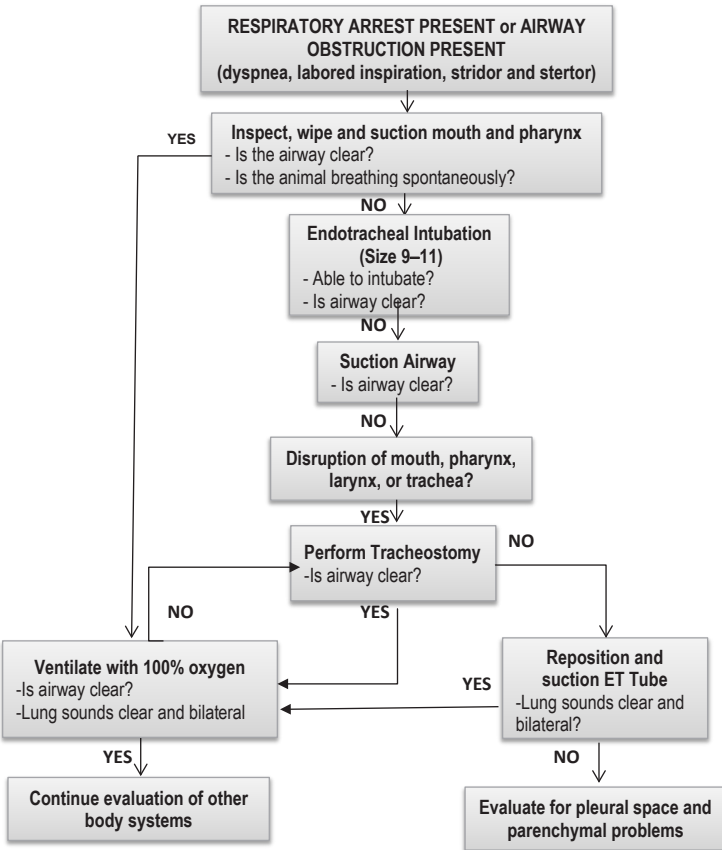 RESPIRATORY ARREST PRESENT or AIRWAY
OBSTRUCTION PRESENT
(dyspnea, labored inspiration, stridor and stertor)
YES
Inspect, wipe and suction mouth and pharynx
- Is the airway clear?
- Is the animal breathing spontaneously?
NO
Endotracheal Intubation
(Size 9–11)
- Able to intubate?
- Is airway clear?
NO
Suction Airway
- Is airway clear?
NO
Disruption of mouth, pharynx,
larynx, or trachea?
YES
Perform Tracheostomy
-Is airway clear?
NO
NO
YES
Ventilate with 100% oxygen
-Is airway clear?
-Lung sounds clear and bilateral
YES
Reposition and
suction ET Tube
-Lung sounds clear and
bilateral?
YES
NO
Continue evaluation of other
body systems
Evaluate for pleural space and
parenchymal problems